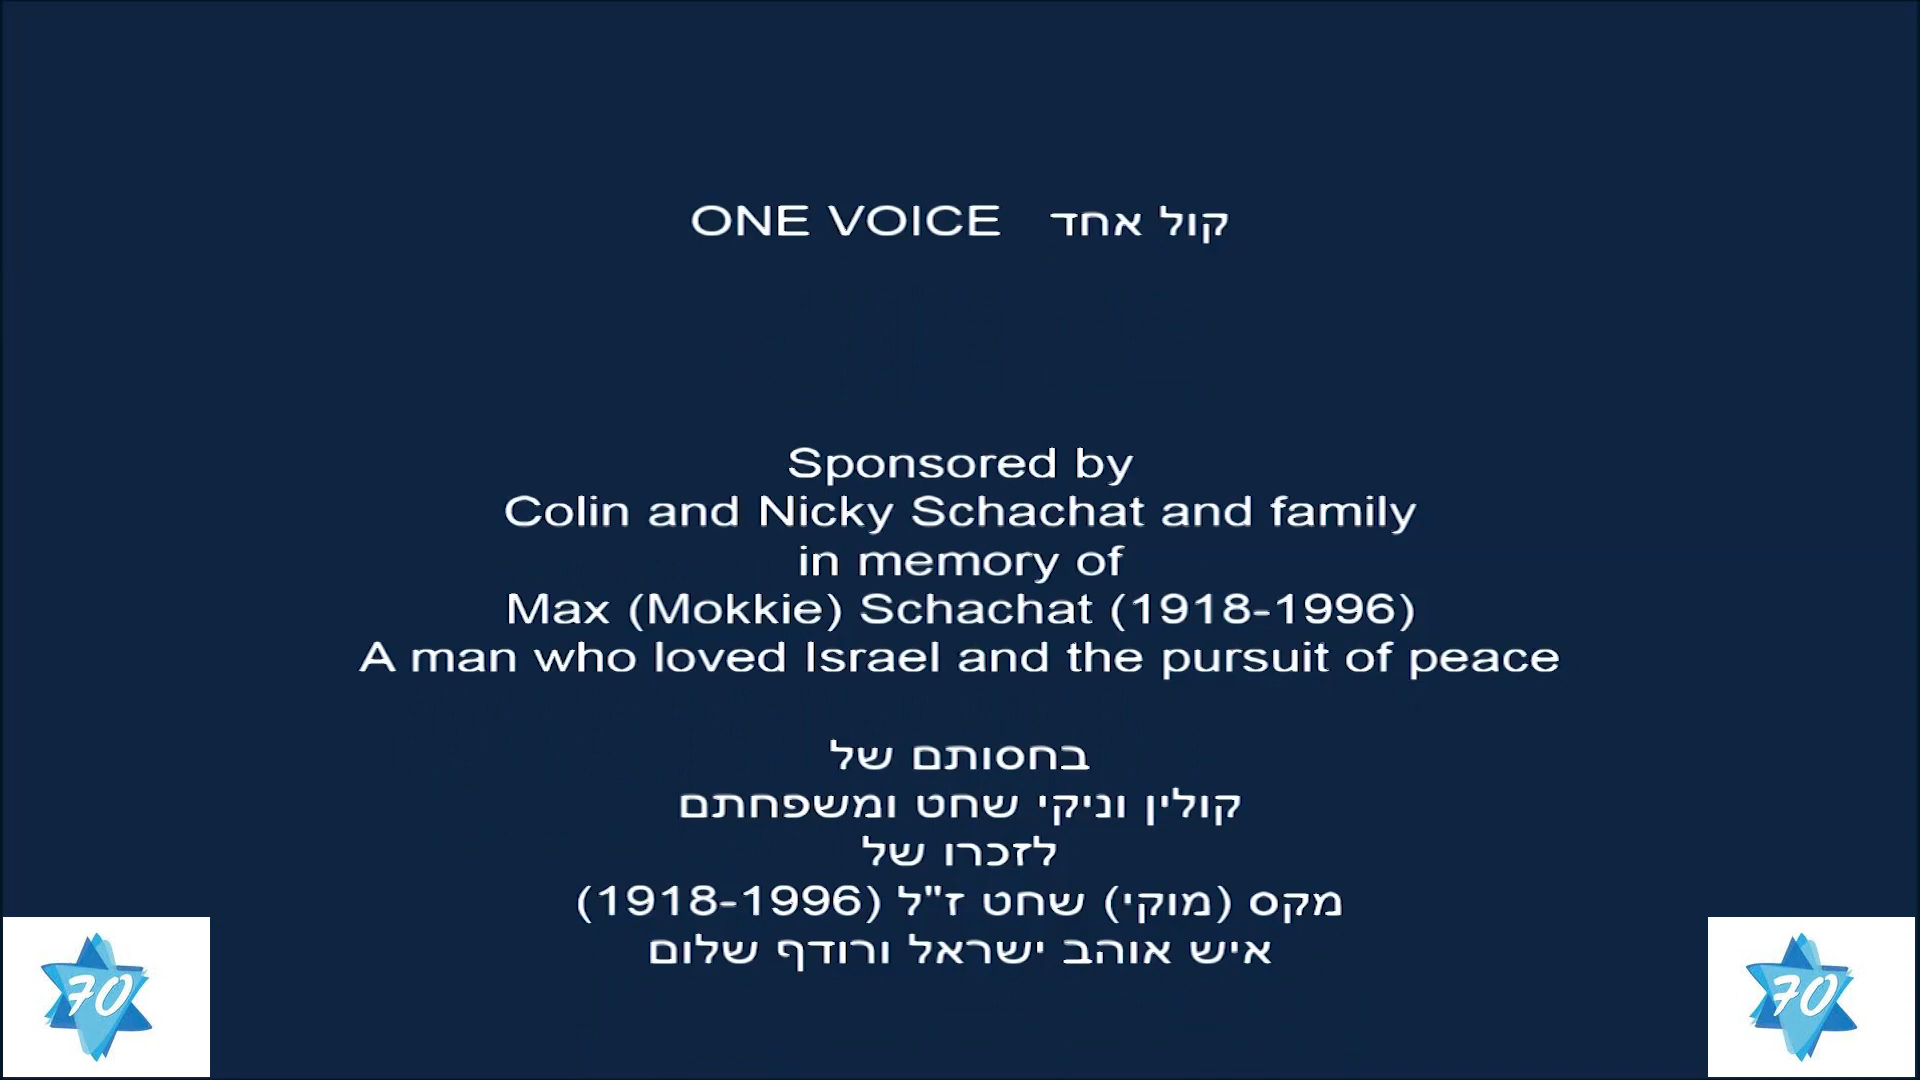 ONE VOICE   קול אחד
Sponsored by
Colin and Nicky Schachat and family
in memory of
Max (Mokkie) Schachat (1918-1996)
A man who loved Israel and the pursuit of peace
בחסותם של
קולין וניקי שחט ומשפחתם
לזכרו של
מקס (מוקי) שחט ז"ל (1918-1996)
איש אוהב ישראל ורודף שלום
70
70